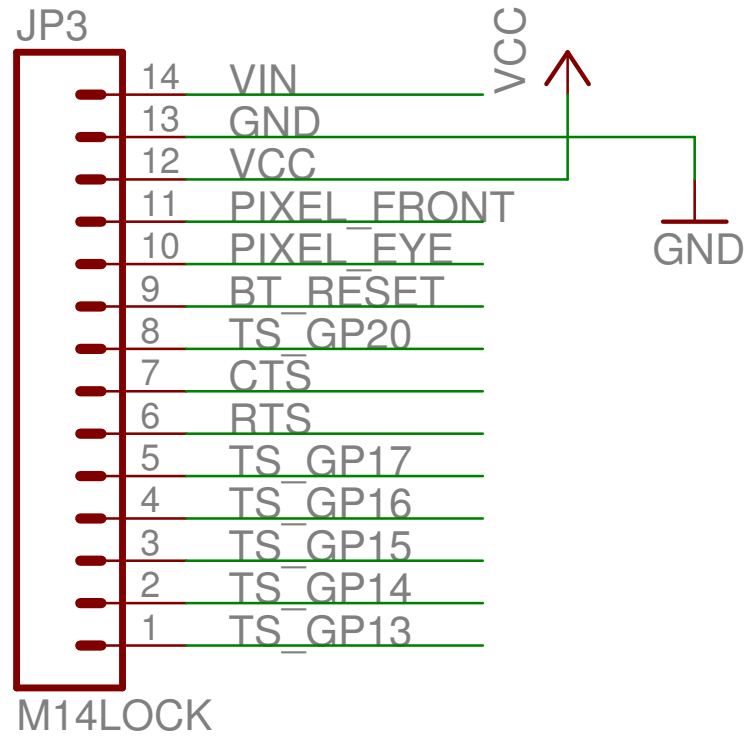 JP3
VCC
14 VIN
13 GND
12 VCC
11 PIXEL_FRONT
10 PIXEL_EYE
GND
9 BT_RESET
8 TS_GP20
7 CTS
6 RTS
5 TS_GP17
4 TS_GP16
3 TS_GP15
2 TS_GP14
1 TS_GP13
M14LOCK